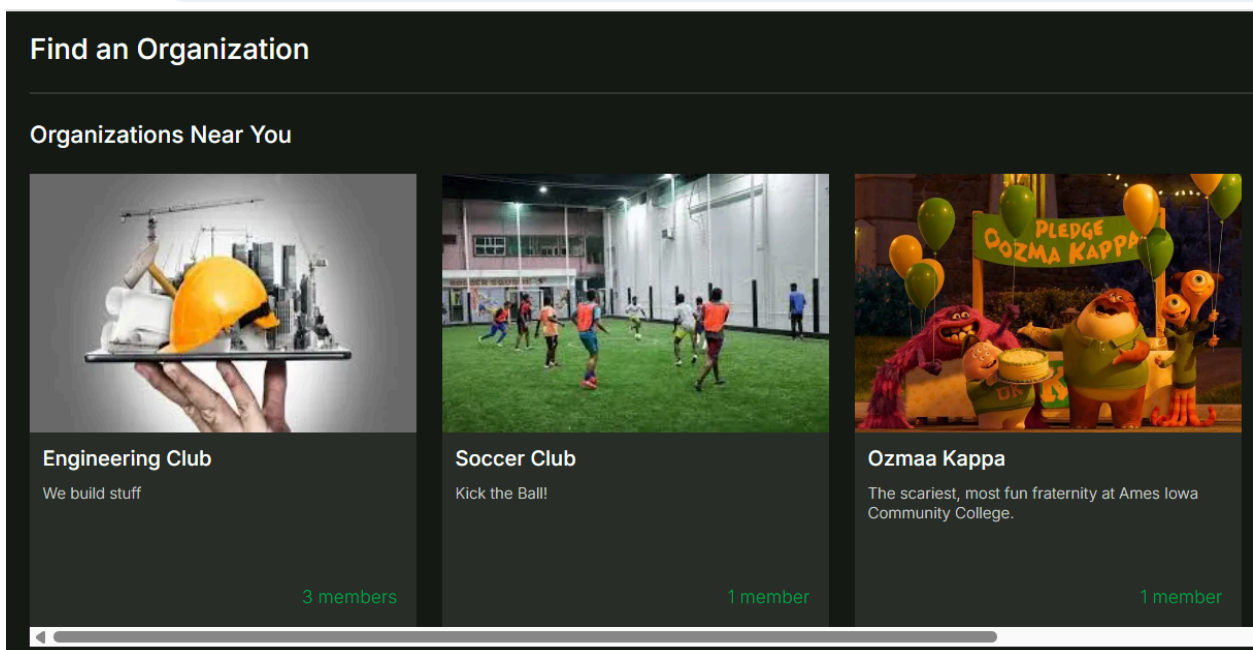 Find an Organization
Organizations Near You
PLEDGE
OOZMA KAPPA
OK
K
Engineering Club
We build stuff
3 members
Soccer Club
Kick the Ball!
1 member
Ozmaa Kappa
The scariest, most fun fraternity at Ames Iowa
Community College.
1 member